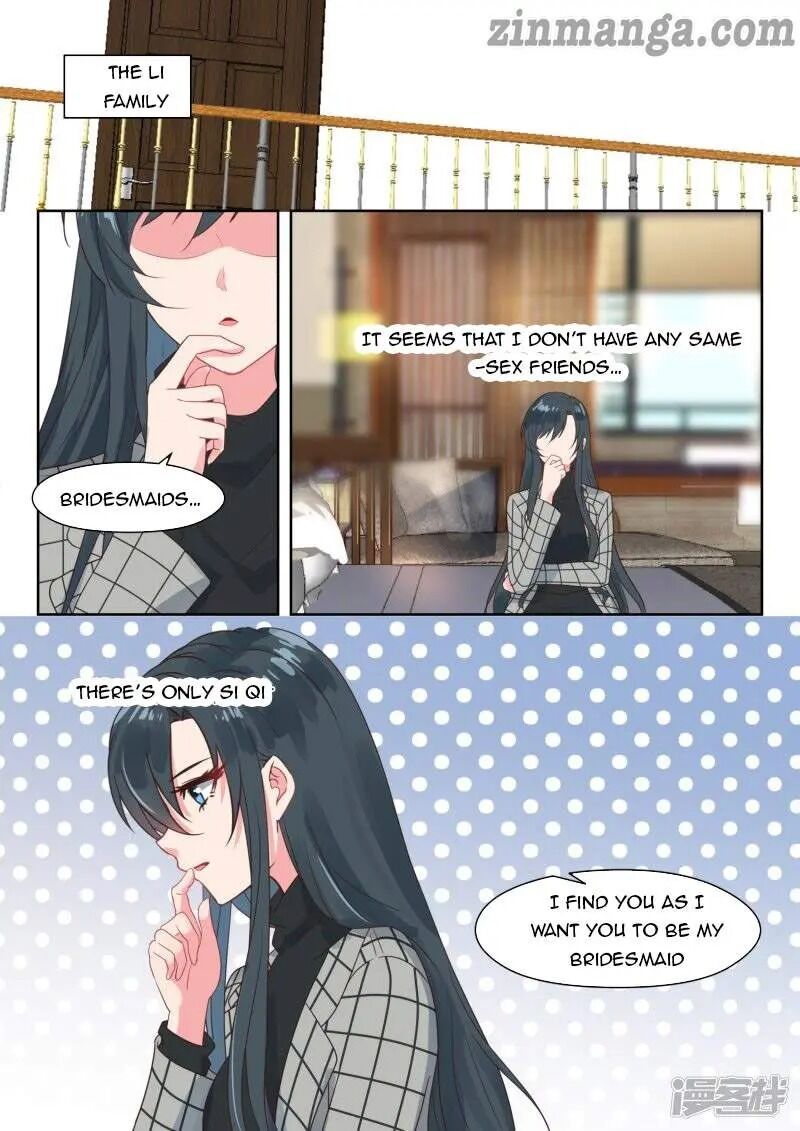 zinmanga.com
THE LI
FAMILY
IT SEEMS THAT I DON'T HAVE ANY SAME
-SEX FRIENDS...
BRIDESMAIDS...
THERE'S ONLY SI QI
I FIND YOU AS I
WANT YOU TO BE MY
BRIDESMAID
漫客栈